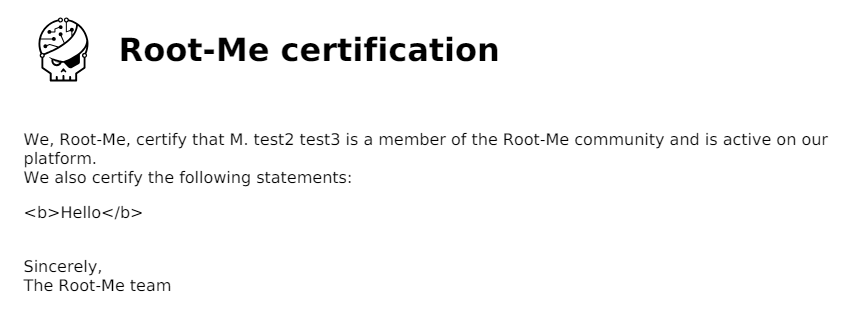 Root-Me certification
We, Root-Me, certify that M. test2 test3 is a member of the Root-Me community and is active on our
platform.
We also certify the following statements:
<b>Hello</b>
Sincerely,
The Root-Me team